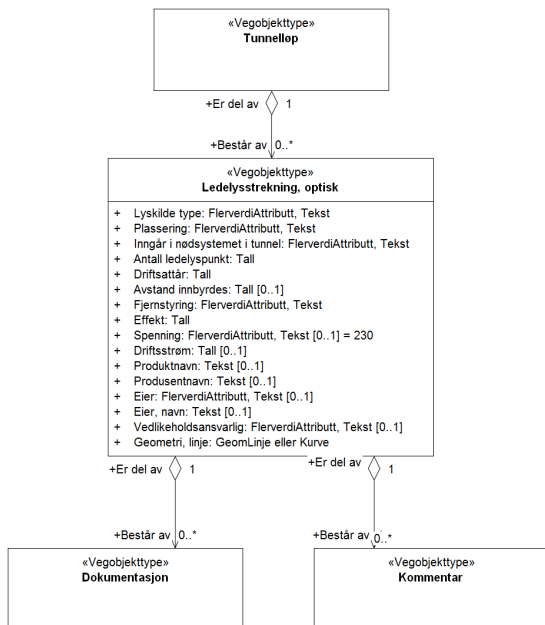 «Vegobjekttype»
Tunnelløp
+Er del av 1
+Består av 0..*
«Vegobjekttype»
Ledelysstrekning, optisk
+ Lyskilde type: FlerverdiAttributt, Tekst
+ Plassering: FlerverdiAttributt, Tekst
+ Inngår i nødsystemet i tunnel: FlerverdiAttributt, Tekst
+ Antall ledelyspunkt: Tall
+ Driftsattår: Tall
+ Avstand innbyrdes: Tall [0..1]
+ Fjernstyring: FlerverdiAttributt, Tekst
+ Effekt: Tall
+ Spenning: FlerverdiAttributt, Tekst [0..1] = 230
+ Driftsstrøm: Tall [0..1]
+ Produktnavn: Tekst [0..1]
+ Produsentnavn: Tekst [0..1]
+ Eier: FlerverdiAttributt, Tekst [0..1]
+ Eier, navn: Tekst [0..1]
+ Vedlikeholdsansvarlig: FlerverdiAttributt, Tekst [0..1]
+ Geometri, linje: GeomLinje eller Kurve
+Er del av 1
+Er del av 1
+Består av 0..*
+Består av 0..*
«Vegobjekttype»
Dokumentasjon
«Vegobjekttype»
Kommentar